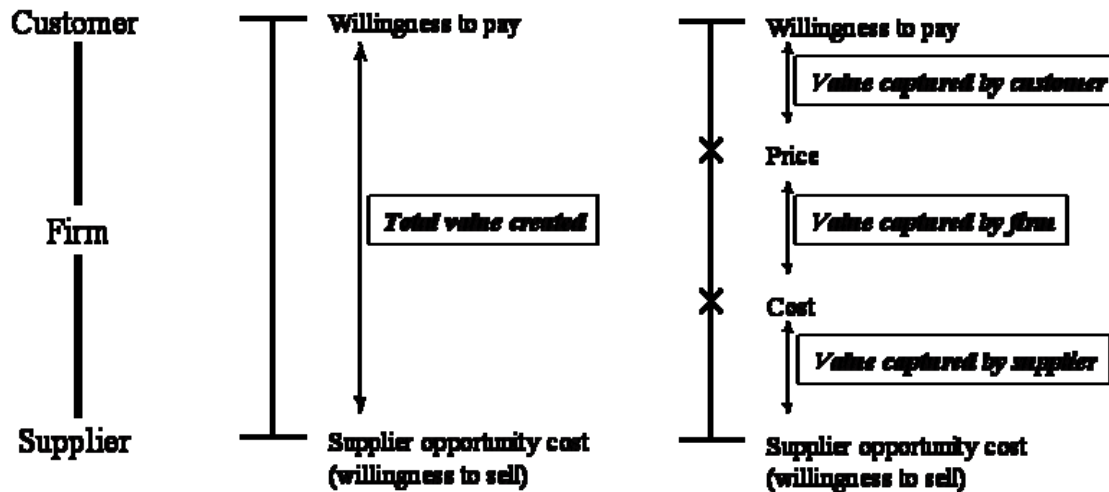 Customer
Firm
Supplier
Willingness to pay
Total value created
Supplier opportunity cost
(willingness to sell)
Willingness to pay
Value captured by customer
Price
Value captured by firm
Cost
Value captured by supplier
Supplier opportunity cost
(willingness to sell)